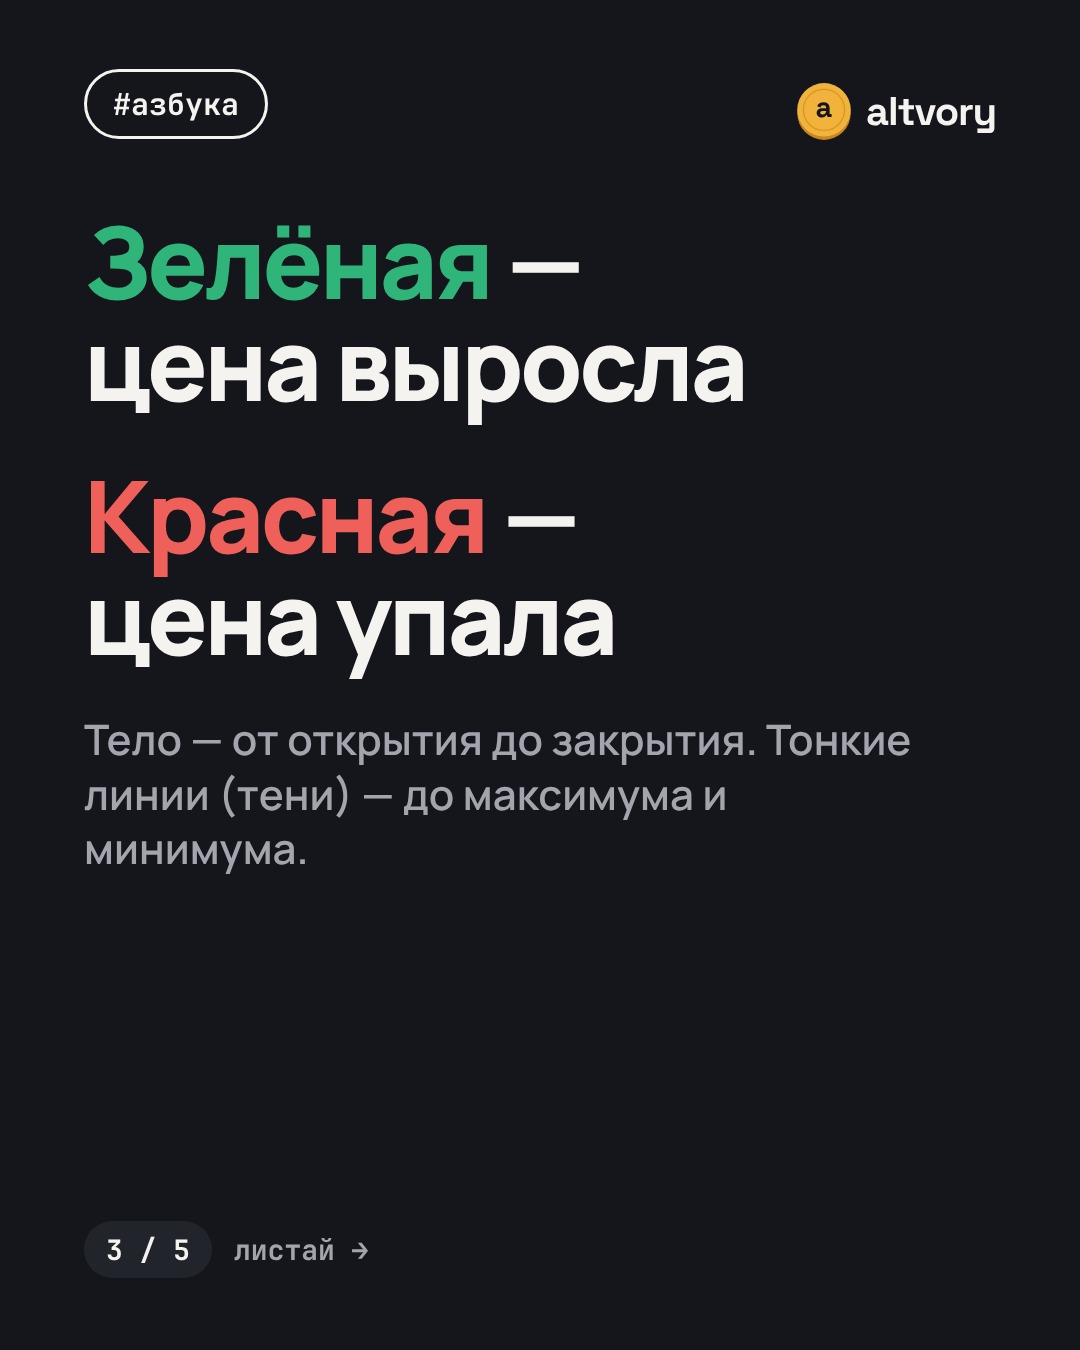 #азбука
a altvory
Зелёная —
цена выросла
Красная —
цена упала
Тело — от открытия до закрытия. Тонкие
линии (тени) — до максимума и
минимума.
3 / 5 листай →